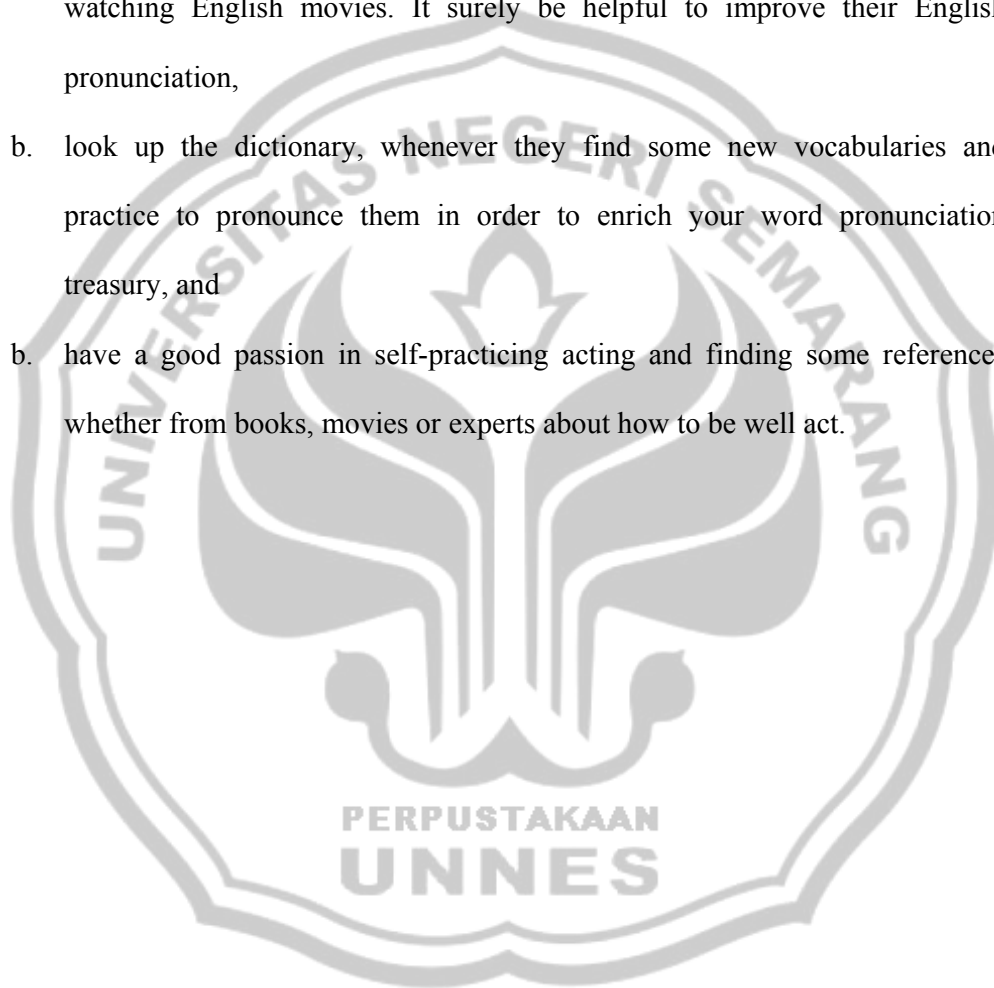 watching English movies. It surely be helpful to improve their English
pronunciation,
b. look up the dictionary, whenever they find some new vocabularies and
practice to pronounce them in order to enrich your word pronunciation
treasury, and
b. have a good passion in self-practicing acting and finding some reference
whether from books, movies or experts about how to be well act.
UNIVERSITAS NEGERI SEMARANG
PERPUSTAKAAN
UNNES